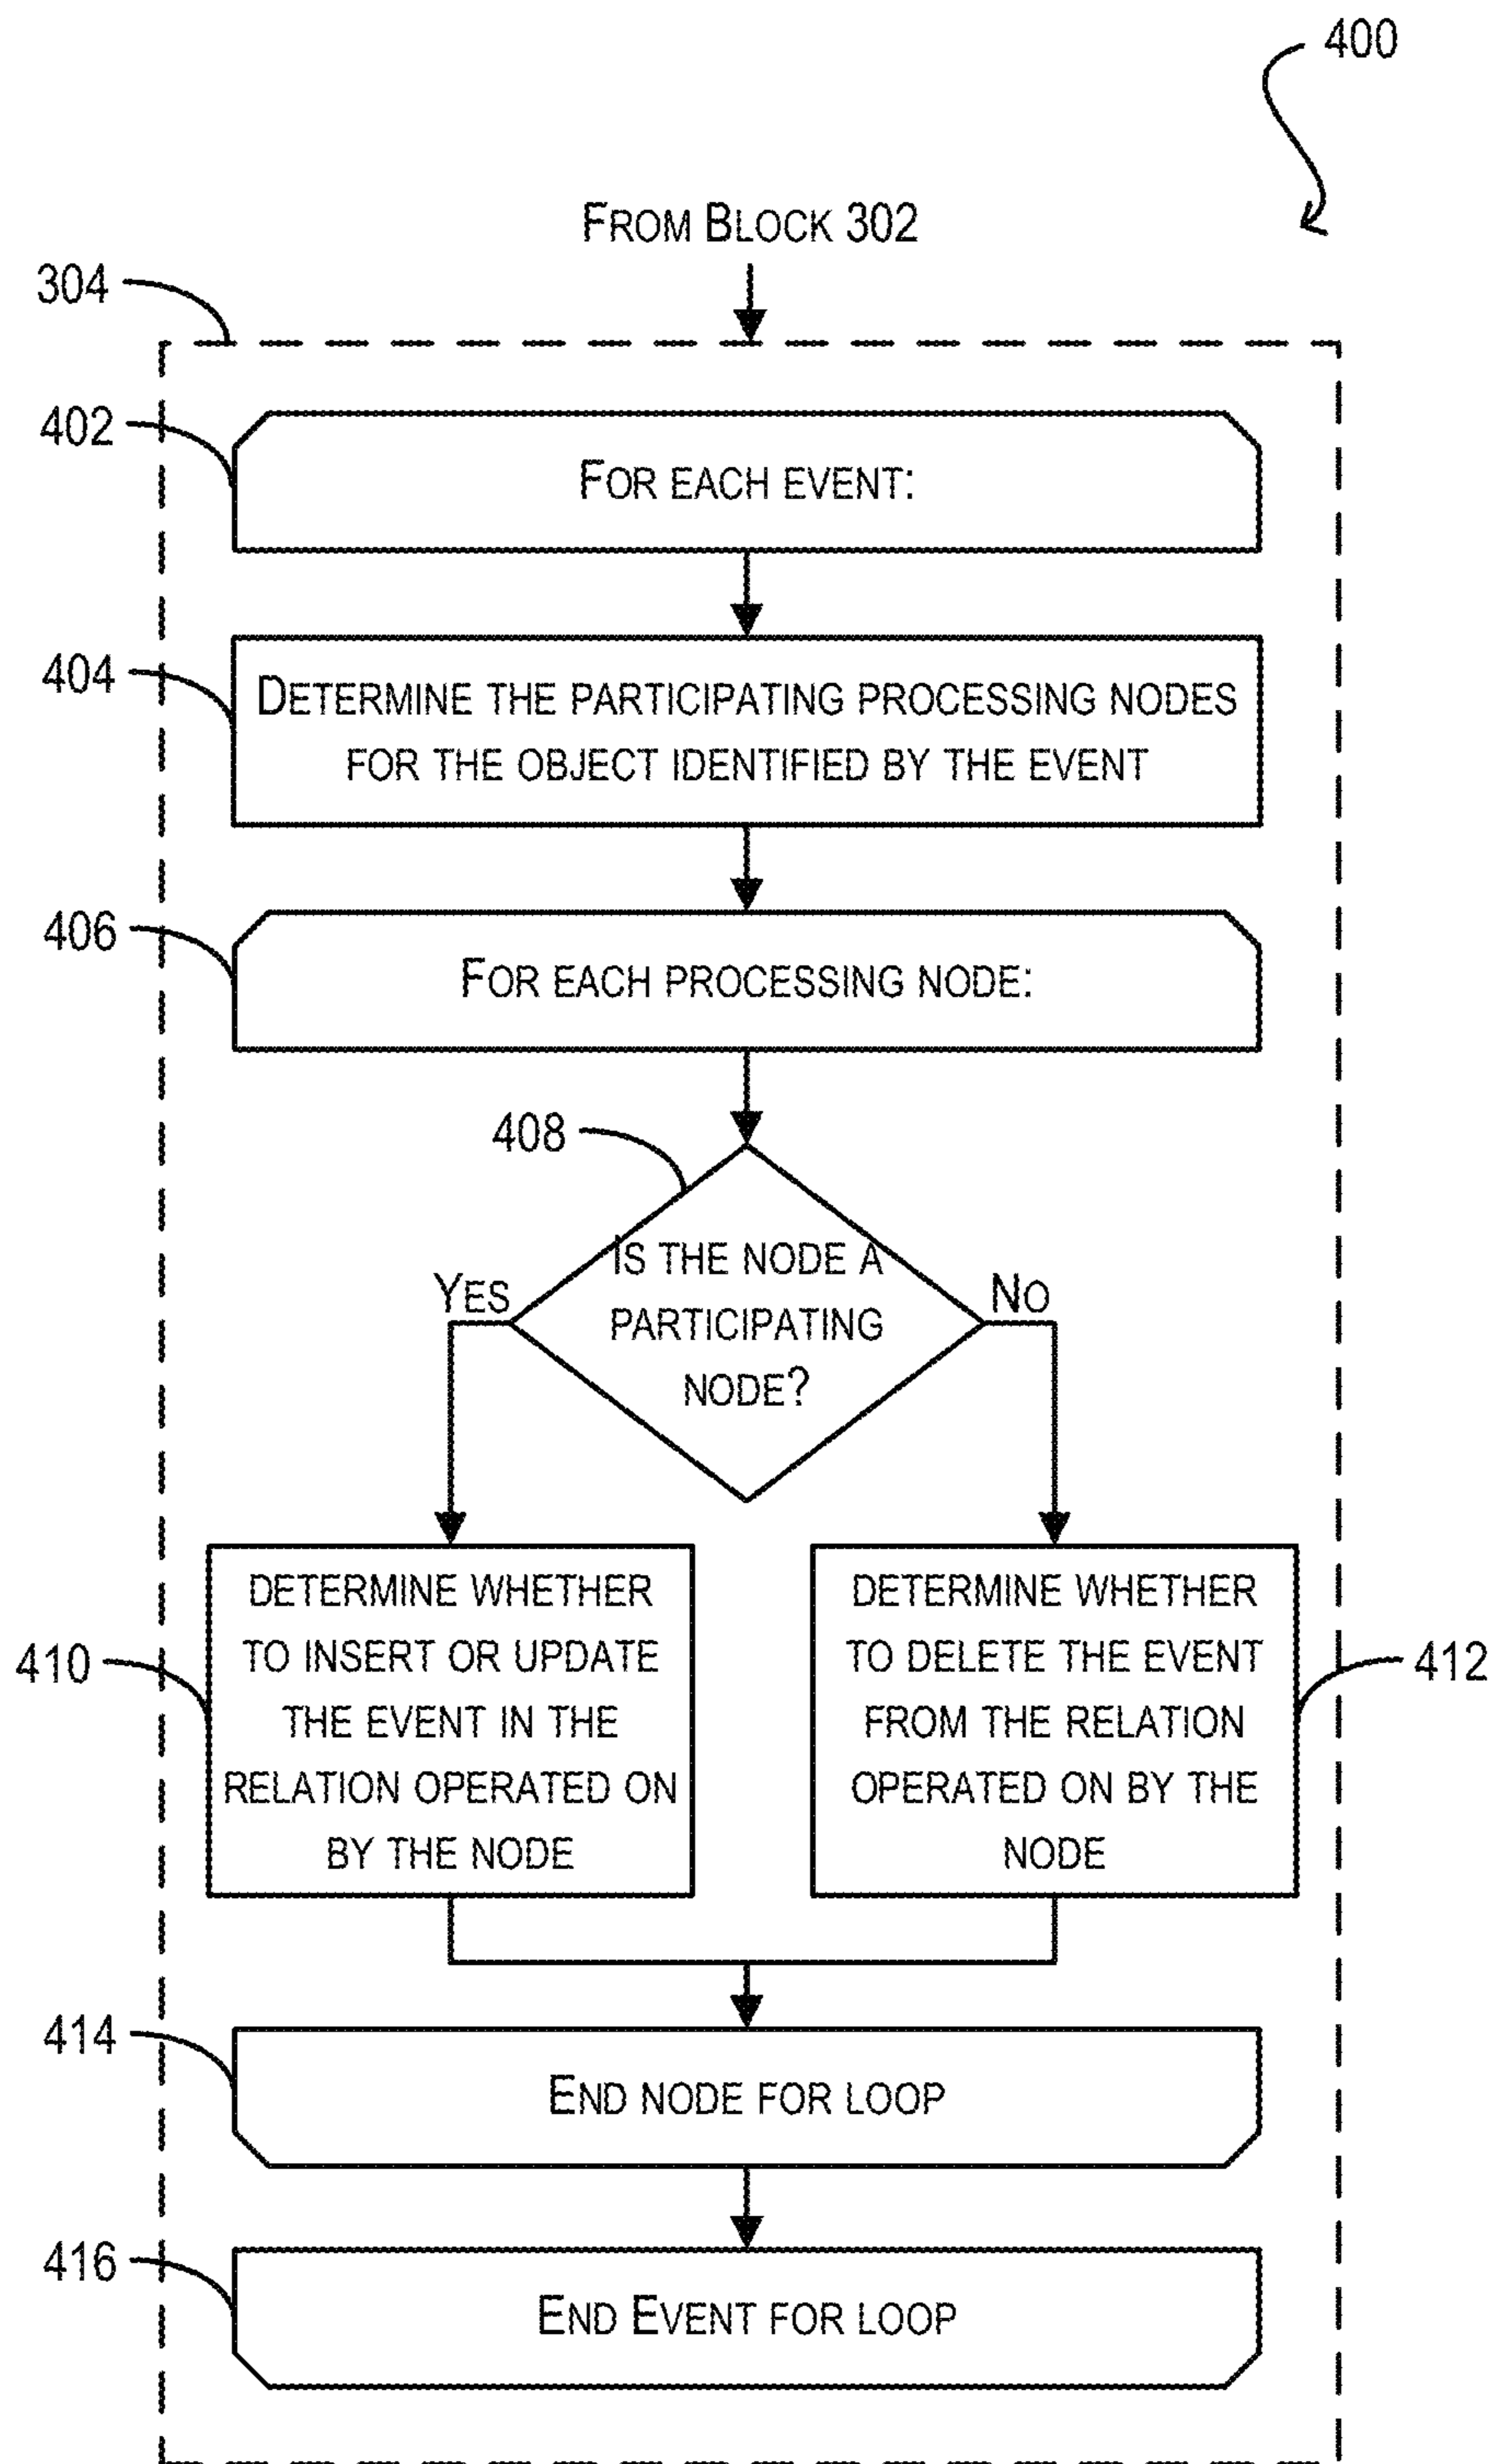 400
From Block 302
304
402
For each event:
404
Determine the participating processing nodes
for the object identified by the event
406
For each processing node:
408
Is the node a
participating
node?
Yes
No
410
determine whether
to insert or update
the event in the
relation operated on
by the node
determine whether
to delete the event
from the relation
operated on by the
node
412
414
End node for loop
416
End Event for loop